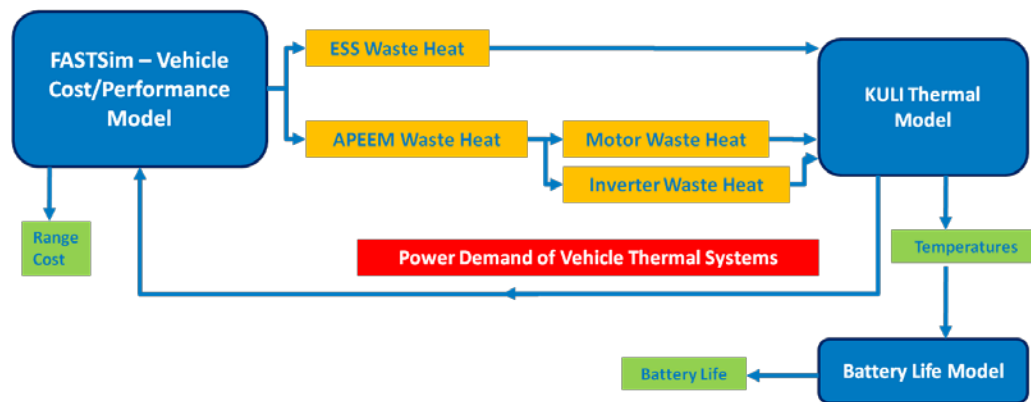 FASTSim – Vehicle
Cost/Performance
Model
ESS Waste Heat
APEEM Waste Heat
Motor Waste Heat
Inverter Waste Heat
KULI Thermal
Model
Range
Cost
Power Demand of Vehicle Thermal Systems
Temperatures
Battery Life
Battery Life Model